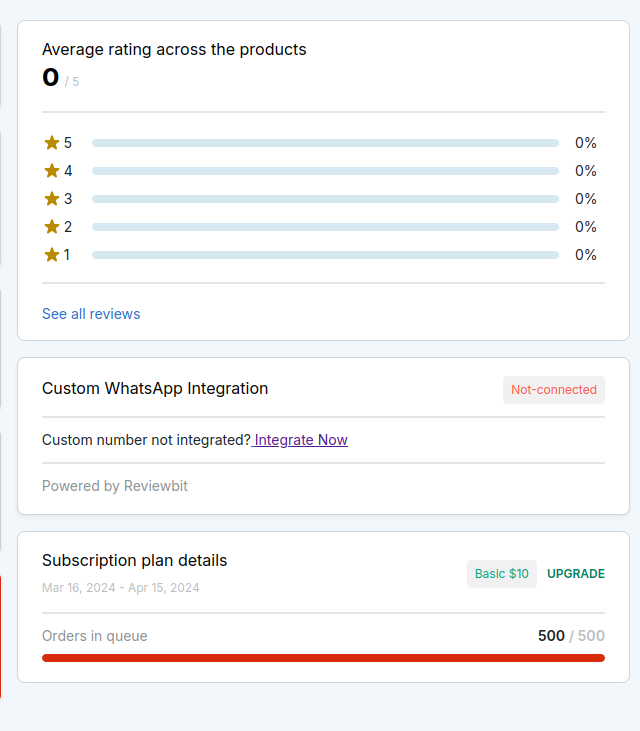 Average rating across the products
0 / 5
5 0%
4 0%
3 0%
2 0%
1 0%
See all reviews
Custom WhatsApp Integration Not-connected
Custom number not integrated? Integrate Now
Powered by Reviewbit
Subscription plan details
Basic $10 UPGRADE
Mar 16, 2024 - Apr 15, 2024
Orders in queue 500 / 500